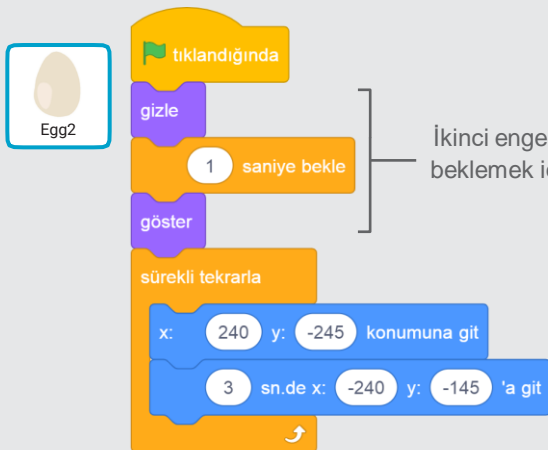 Egg2
tıklandığında
gizle
1 saniye bekle
göster
sürekli tekrarla
x: 240 y: -245 konumuna git
3 sn.de x: -240 y: -145 'a git
İkinci
beklemek